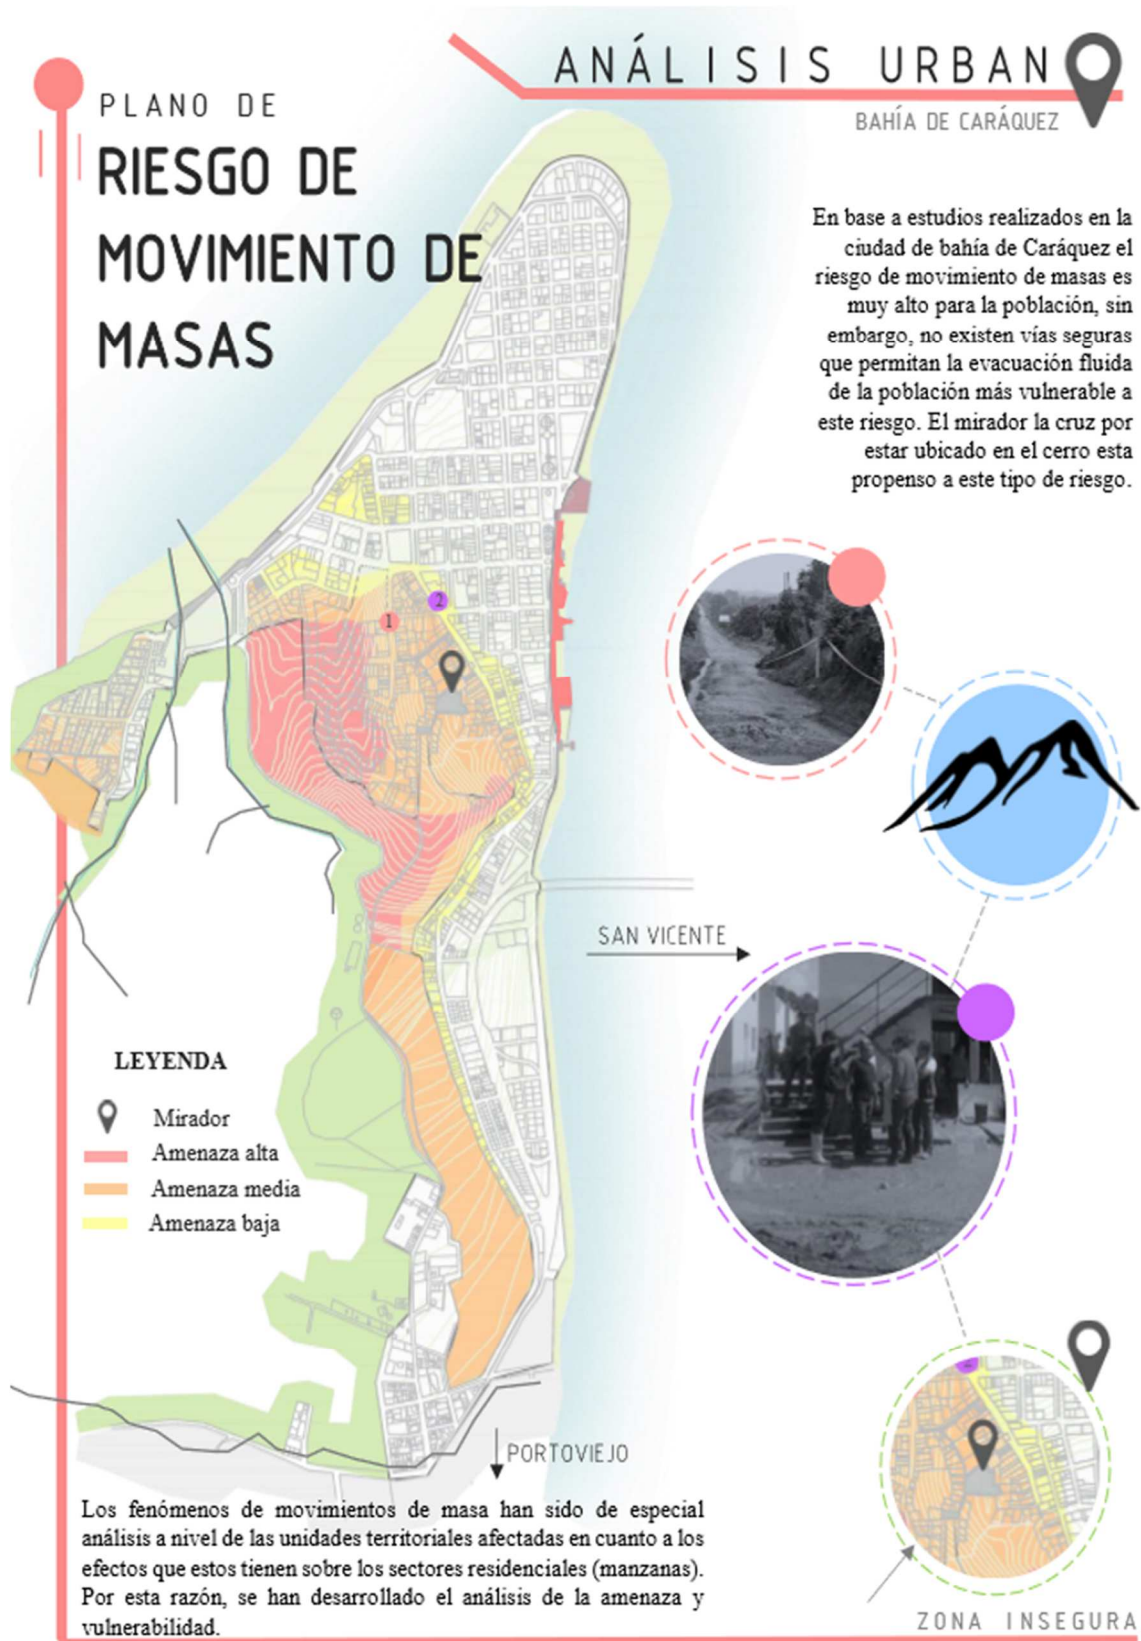 ANÁLISIS URBAN
BAHÍA DE CARÁQUEZ
PLANO DE
RIESGO DE
MOVIMIENTO DE
MASAS
En base a estudios realizados en la
ciudad de bahía de Caráquez el
riesgo de movimiento de masas es
muy alto para la población, sin
embargo, no existen vías seguras
que permitan la evacuación fluida
de la población más vulnerable a
este riesgo. El mirador la cruz por
estar ubicado en el cerro esta
propenso a este tipo de riesgo.
2
1
SAN VICENTE
LEYENDA
Mirador
Amenaza alta
Amenaza media
Amenaza baja
PORTOVIEJO
Los fenómenos de movimientos de masa han sido de especial
análisis a nivel de las unidades territoriales afectadas en cuanto a los
efectos que estos tienen sobre los sectores residenciales (manzanas).
Por esta razón, se han desarrollado el análisis de la amenaza y
vulnerabilidad.
ZONA INSEGURA